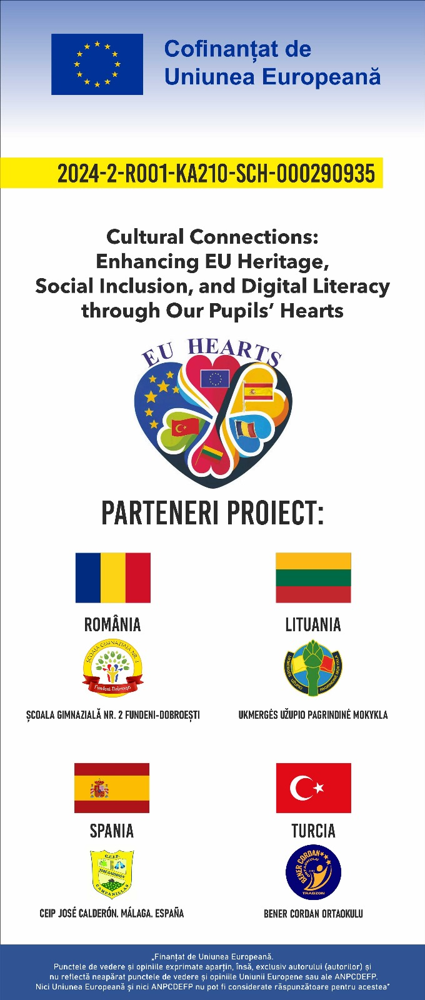 Cofinanțat de
Uniunea Europeană
2024-2-RO01-KA210-SCH-000290935
Cultural Connections:
Enhancing EU Heritage,
Social Inclusion, and Digital Literacy
through Our Pupils’ Hearts
EU HEARTS
PARTENERI PROIECT:
ROMÂNIA
LITUANIA
ȘCOALA GIMNAZIALĂ NR. 2
Fundeni-Dobroești
UKMERGĖS UŽUPIO PAGRINDINĖ MOKYKLA
ȘCOALA GIMNAZIALĂ NR. 2 FUNDENI-DOBROEȘTI
UKMERGĖS UŽUPIO PAGRINDINĖ MOKYKLA
SPANIA
TURCIA
C.E.I.P.
JOSÉ CALDERÓN
CAMPANILLAS
BENER CORDAN
ORTAOKULU
TRABZON
CEIP JOSÉ CALDERÓN. MÁLAGA. ESPAÑA
BENER CORDAN ORTAOKULU
„Finanțat de Uniunea Europeană.
Punctele de vedere și opiniile exprimate aparțin, însă, exclusiv autorului (autorilor) și
nu reflectă neapărat punctele de vedere și opiniile Uniunii Europene sau ale ANPCDEFP.
Nici Uniunea Europeană și nici ANPCDEFP nu pot fi considerate răspunzătoare pentru acestea”